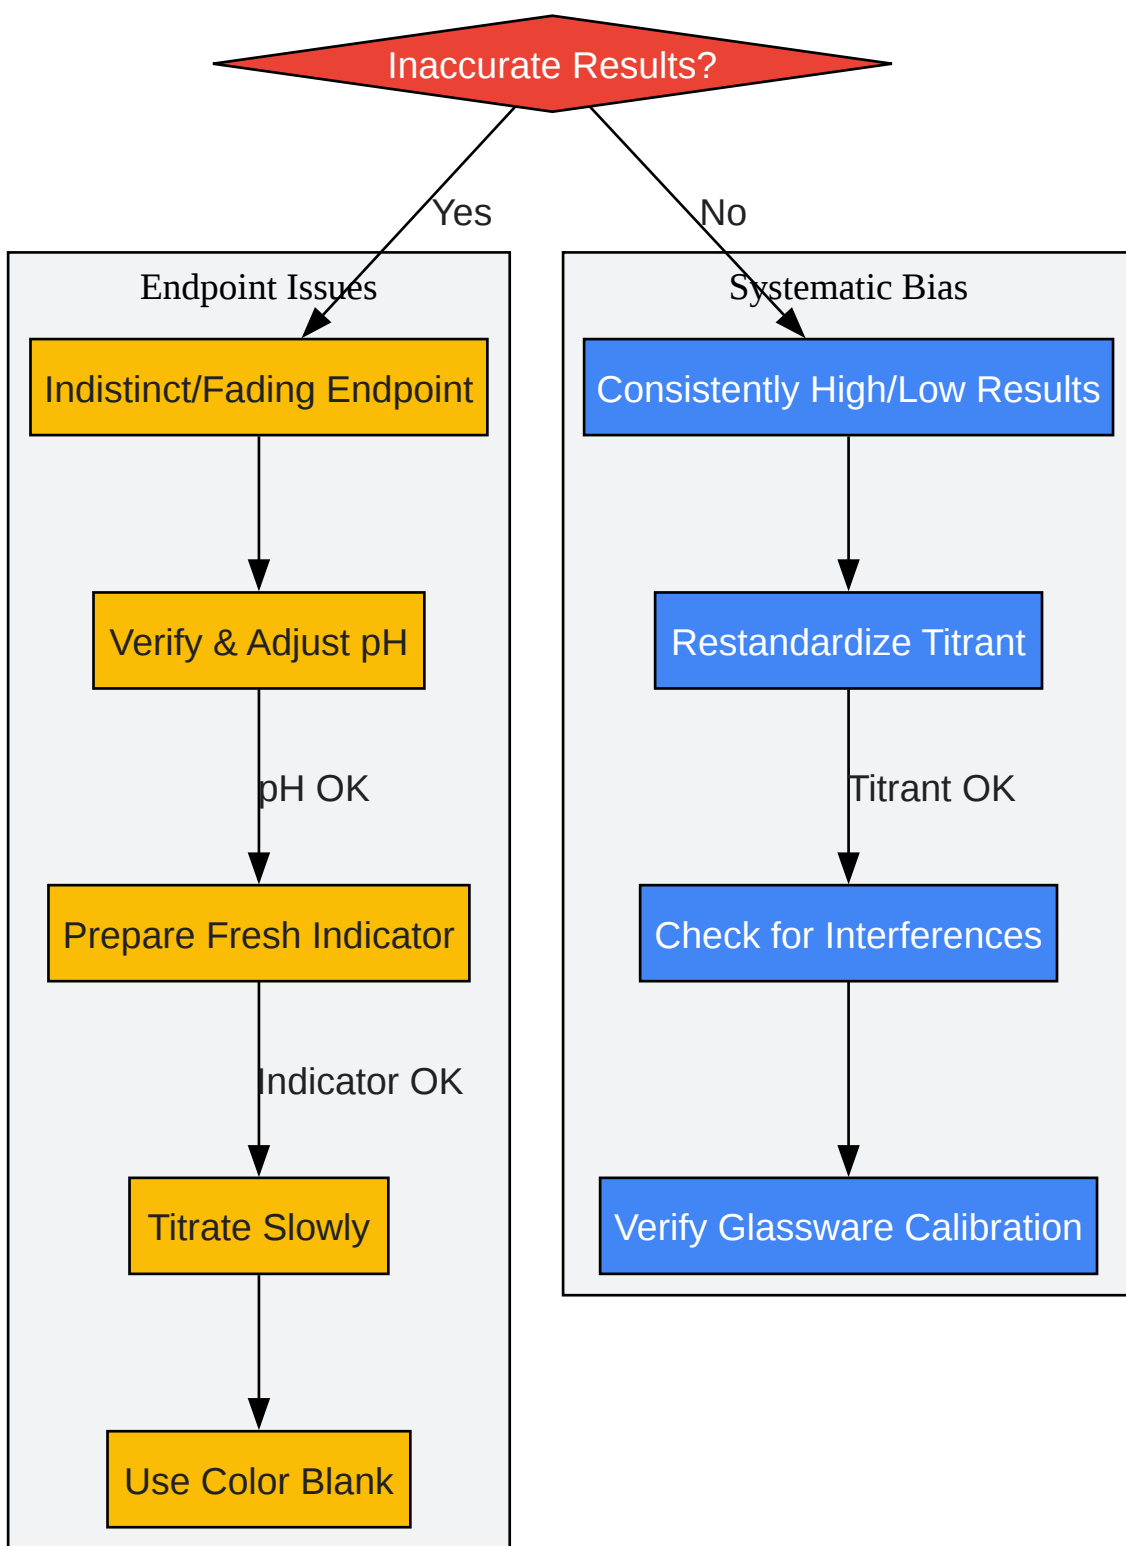 Inaccurate Results?
Yes
No
Endpoint Issues
Indistinct/Fading Endpoint
Verify & Adjust pH
pH OK
Prepare Fresh Indicator
Indicator OK
Titrate Slowly
Use Color Blank
Systematic Bias
Consistently High/Low Results
Restandardize Titrant
Titrant OK
Check for Interferences
Verify Glassware Calibration